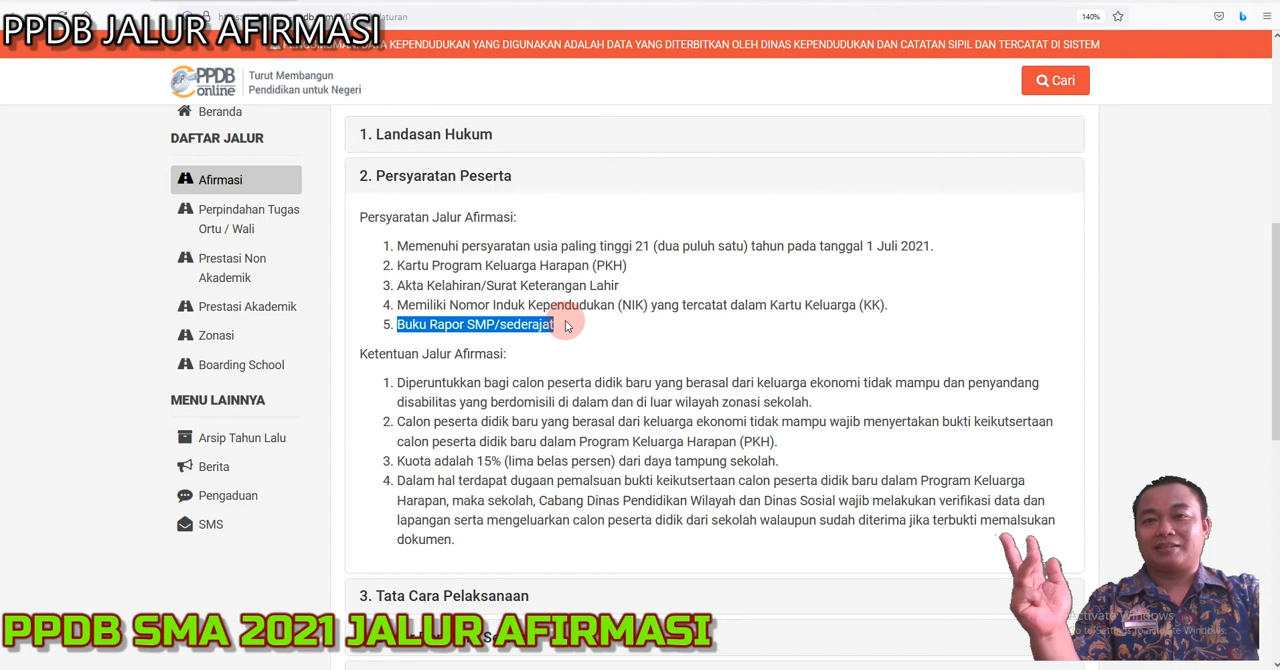 PPDB JALUR AFIRMASI
140%
PENGUMUMAN: DATA KEPENDUDUKAN YANG DIGUNAKAN ADALAH DATA YANG DITERBITKAN OLEH DINAS KEPENDUDUKAN DAN CATATAN SIPIL DAN TERCATAT DI SISTEM
PPDB online
Turut Membangun
Pendidikan untuk Negeri
Cari
Beranda
DAFTAR JALUR
Afirmasi
Perpindahan Tugas
Ortu / Wali
Prestasi Non
Akademik
Prestasi Akademik
Zonasi
Boarding School
MENU LAINNYA
Arsip Tahun Lalu
Berita
Pengaduan
SMS
1. Landasan Hukum
2. Persyaratan Peserta
Persyaratan Jalur Afirmasi:
1. Memenuhi persyaratan usia paling tinggi 21 (dua puluh satu) tahun pada tanggal 1 Juli 2021.
2. Kartu Program Keluarga Harapan (PKH)
3. Akta Kelahiran/Surat Keterangan Lahir
4. Memiliki Nomor Induk Kependudukan (NIK) yang tercatat dalam Kartu Keluarga (KK).
5. Buku Rapor SMP/sederajat
Ketentuan Jalur Afirmasi:
1. Diperuntukkan bagi calon peserta didik baru yang berasal dari keluarga ekonomi tidak mampu dan penyandang
disabilitas yang berdomisili di dalam dan di luar wilayah zonasi sekolah.
2. Calon peserta didik baru yang berasal dari keluarga ekonomi tidak mampu wajib menyertakan bukti keikutsertaan
calon peserta didik baru dalam Program Keluarga Harapan (PKH).
3. Kuota adalah 15% (lima belas persen) dari daya tampung sekolah.
4. Dalam hal terdapat dugaan pemalsuan bukti keikutsertaan calon peserta didik baru dalam Program Keluarga
Harapan, maka sekolah, Cabang Dinas Pendidikan Wilayah dan Dinas Sosial wajib melakukan verifikasi data dan
lapangan serta mengeluarkan calon peserta didik dari sekolah walaupun sudah diterima jika terbukti memalsukan
dokumen.
3. Tata Cara Pelaksanaan
Activate Windows
Go to Settings to activate Windows.
PPDB SMA 2021 JALUR AFIRMASI